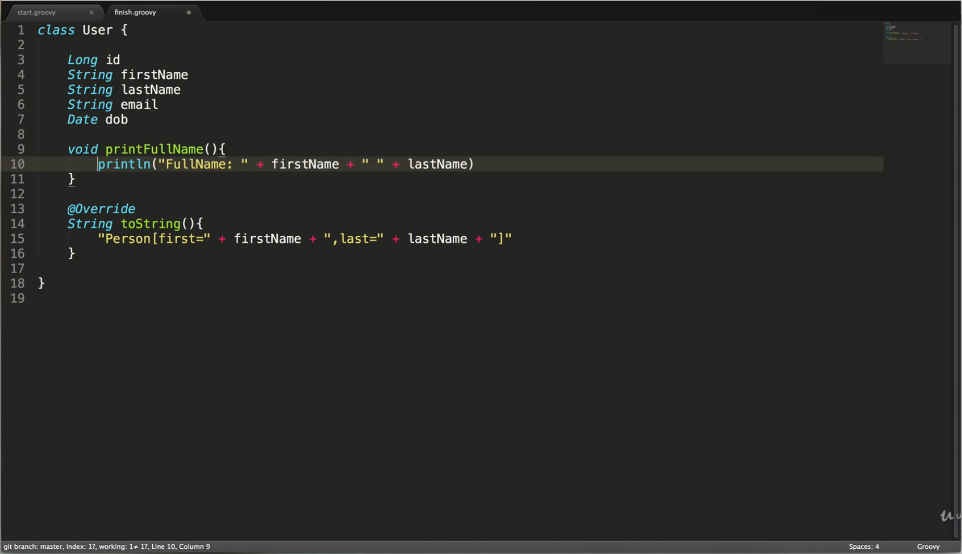 start.groovy × finish.groovy
1 class User {
2
3 Long id
4 String firstName
5 String lastName
6 String email
7 Date dob
8
9 void printFullName(){
10 println("FullName: " + firstName + " " + lastName)
11 }
12
13 @Override
14 String toString(){
15 "Person[first=" + firstName + ",last=" + lastName + "]"
16 }
17
18 }
19
git branch: master, index: 1?, working: 1≠ 1?, Line 10, Column 9 Spaces: 4 Groovy